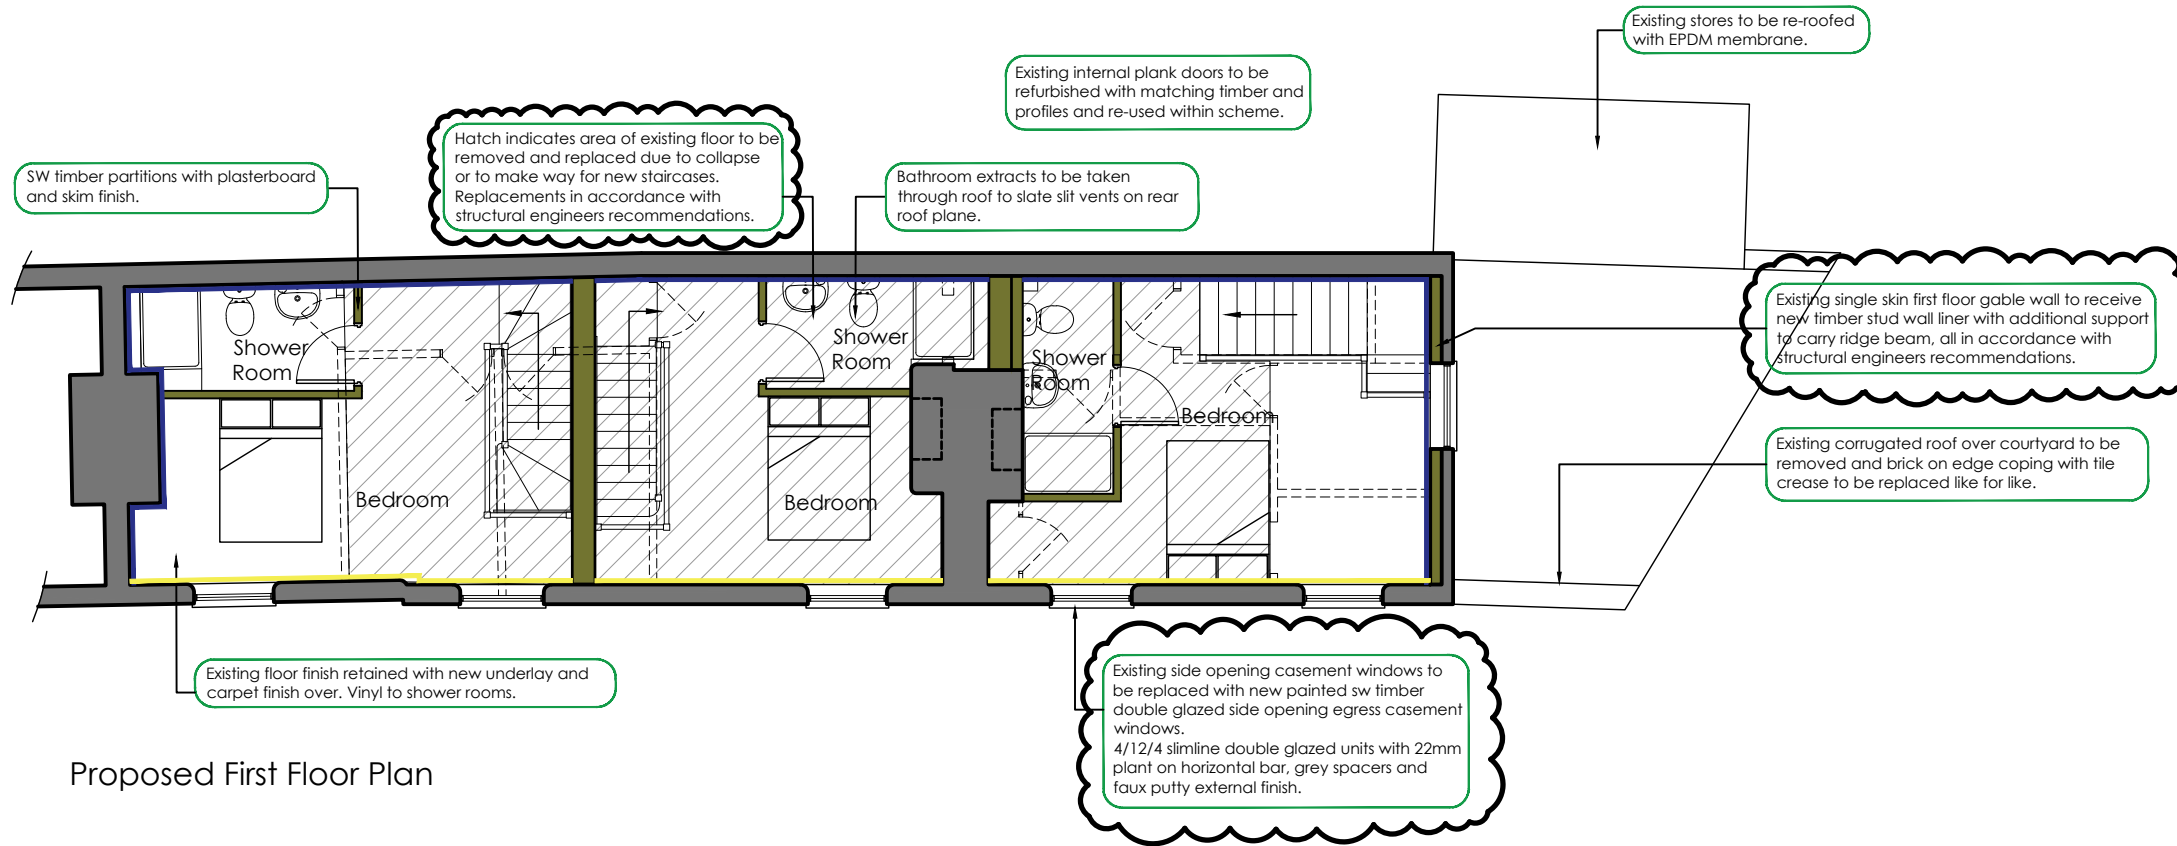 Existing stores to be re-roofed
with EPDM membrane.
Existing internal plank doors to be
refurbished with matching timber and
profiles and re-used within scheme.
Hatch indicates area of existing floor to be
removed and replaced due to collapse
or to make way for new staircases.
Replacements in accordance with
structural engineers recommendations.
SW timber partitions with plasterboard
and skim finish.
Bathroom extracts to be taken
through roof to slate slit vents on rear
roof plane.
Existing single skin first floor gable wall to receive
new timber stud wall liner with additional support
to carry ridge beam, all in accordance with
structural engineers recommendations.
Shower
Room
Shower
Room
Shower
Room
Bedroom
Bedroom
Bedroom
Existing corrugated roof over courtyard to be
removed and brick on edge coping with tile
crease to be replaced like for like.
Existing floor finish retained with new underlay and
carpet finish over. Vinyl to shower rooms.
Existing side opening casement windows to
be replaced with new painted sw timber
double glazed side opening egress casement
windows.
4/12/4 slimline double glazed units with 22mm
plant on horizontal bar, grey spacers and
faux putty external finish.
Proposed First Floor Plan